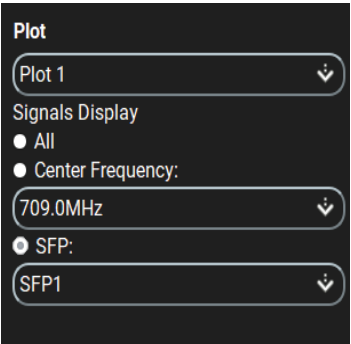 Plot
Plot 1
Signals Display
All
Center Frequency:
709.0MHz
SFP:
SFP1